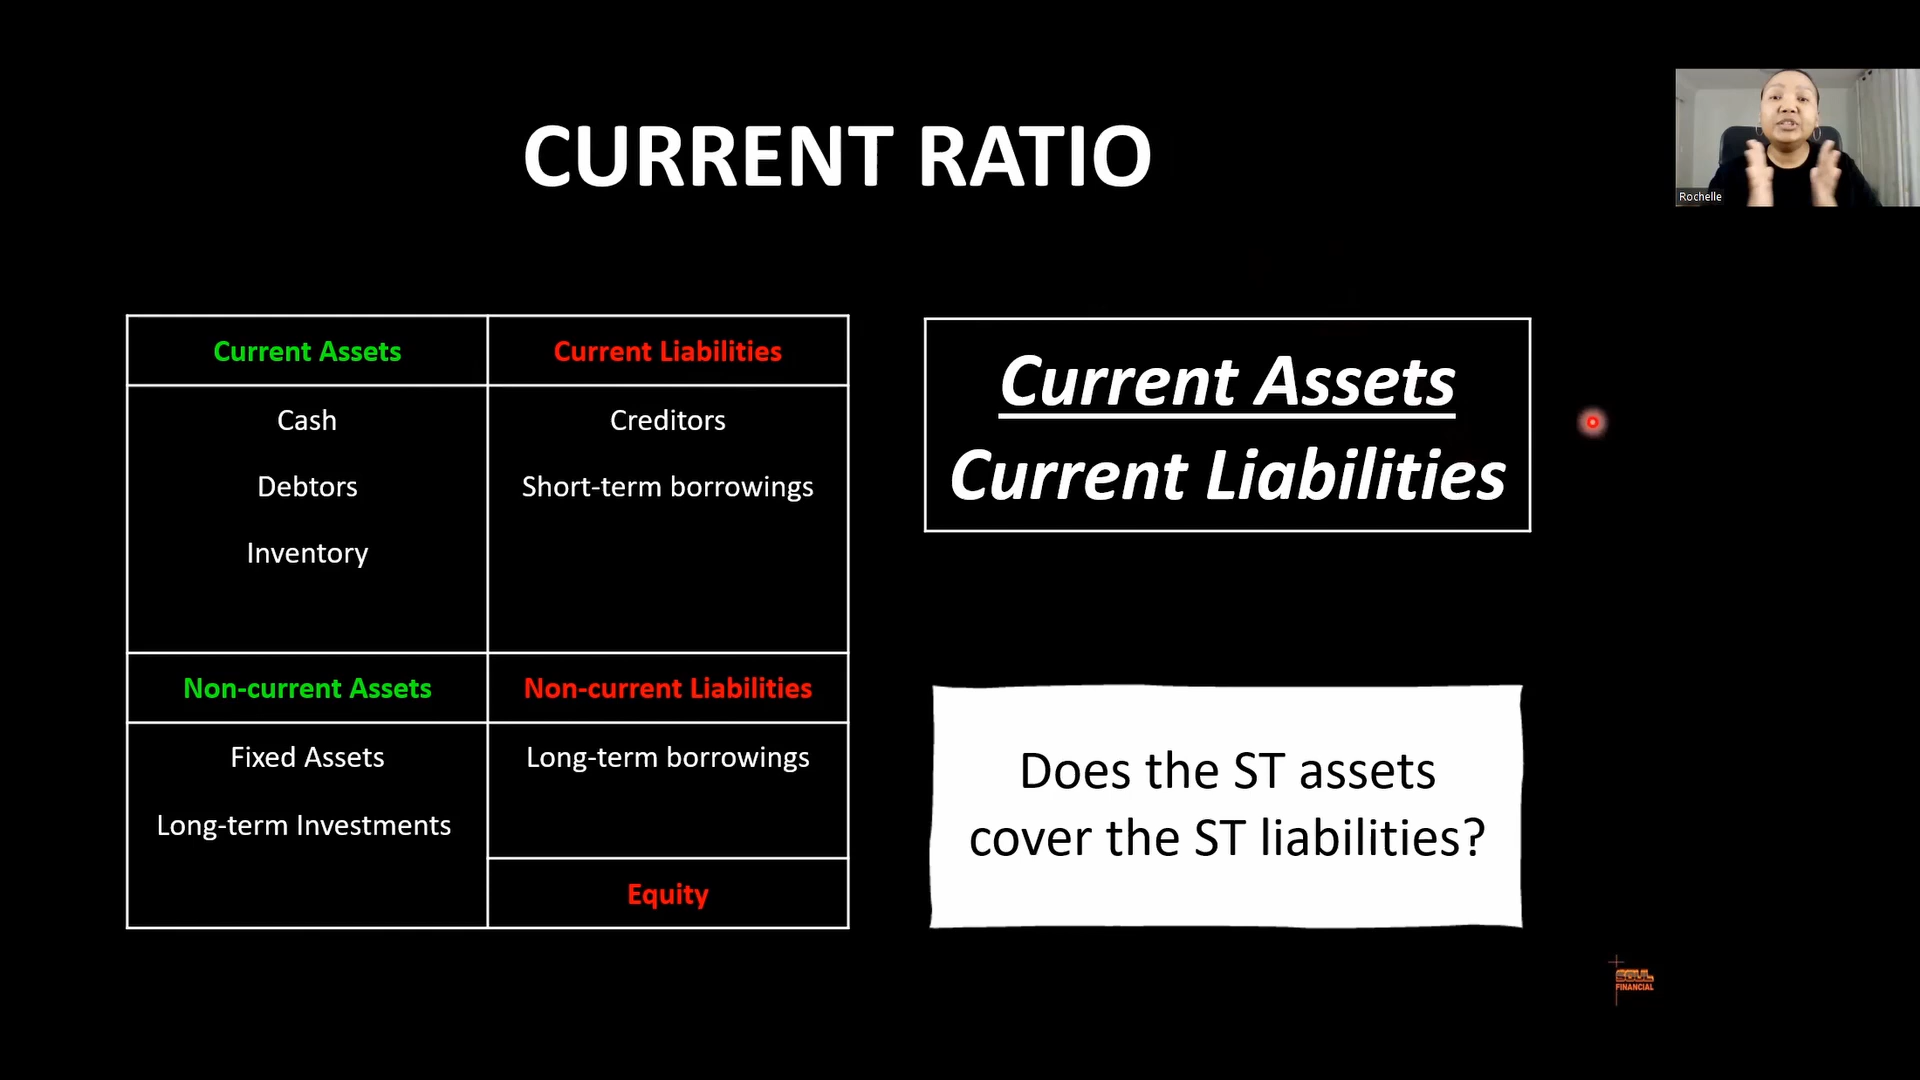 CURRENT RATIO
Rochelle
Current Assets
Current Liabilities
Cash
Creditors
Debtors
Short-term borrowings
Inventory
Non-current Assets
Non-current Liabilities
Fixed Assets
Long-term borrowings
Long-term Investments
Equity
Current Assets
Current Liabilities
Does the ST assets
cover the ST liabilities?
SOUL
FINANCIAL